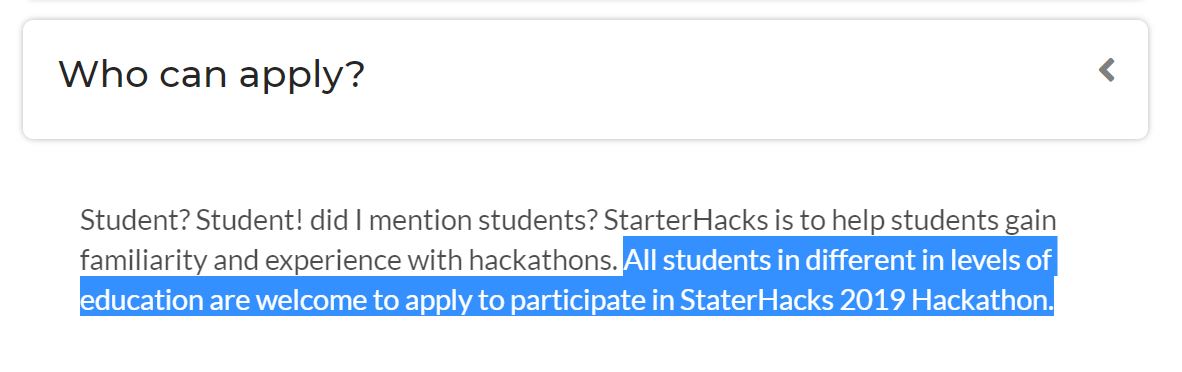 Who can apply?
Student? Student! did I mention students? StarterHacks is to help students gain
familiarity and experience with hackathons. All students in different in levels of
education are welcome to apply to participate in StaterHacks 2019 Hackathon.